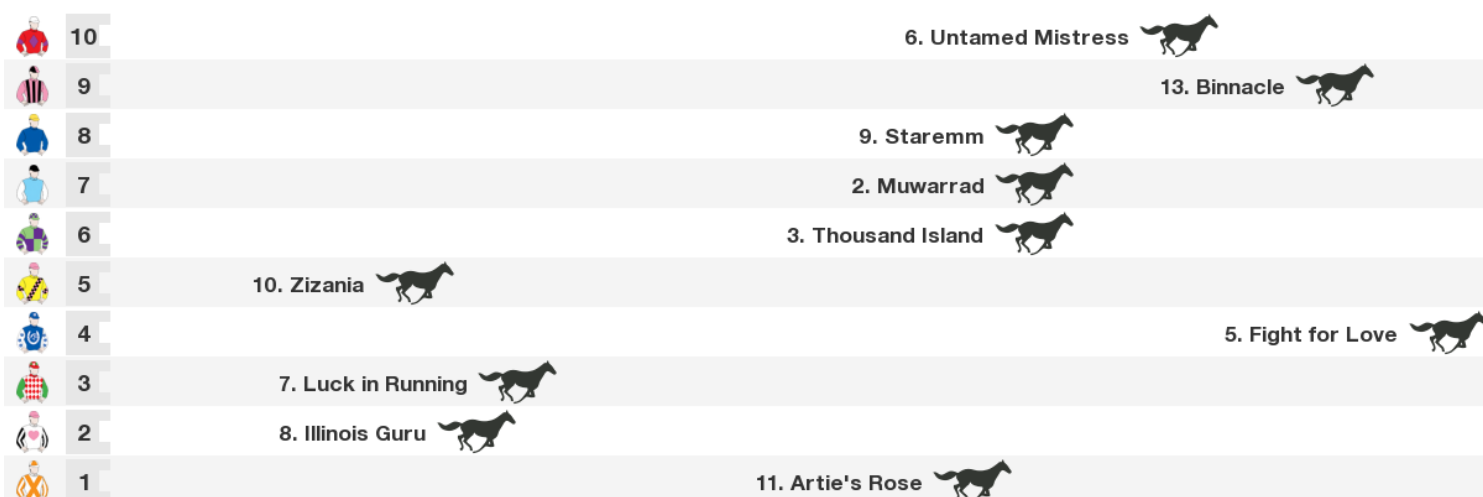 10 6. Untamed Mistress
9 13. Binnacle
8 9. Staremm
7 2. Muwarrad
6 3. Thousand Island
5 10. Zizania
4 5. Fight for Love
3 7. Luck in Running
2 8. Illinois Guru
1 11. Artie's Rose